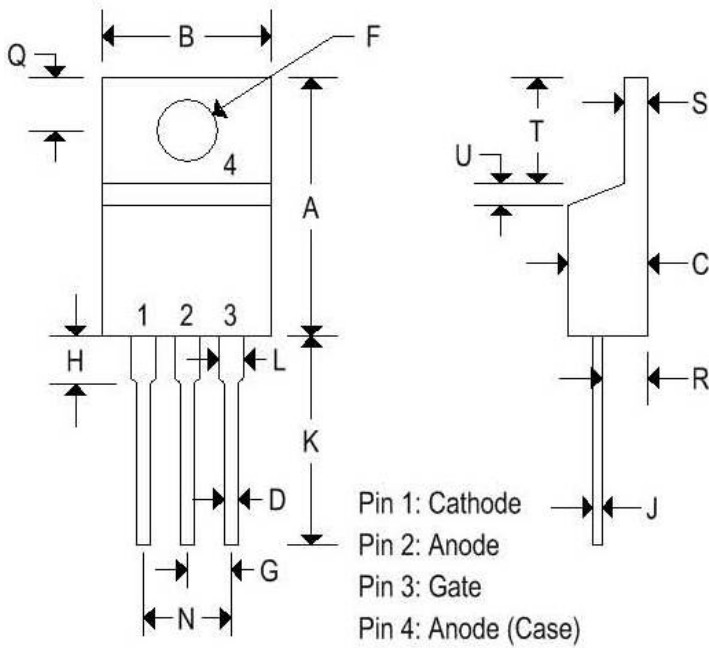 B
F
Q
S
T
U
4
A
C
1 2 3
H
L
R
K
D
J
G
N
Pin 1: Cathode
Pin 2: Anode
Pin 3: Gate
Pin 4: Anode (Case)